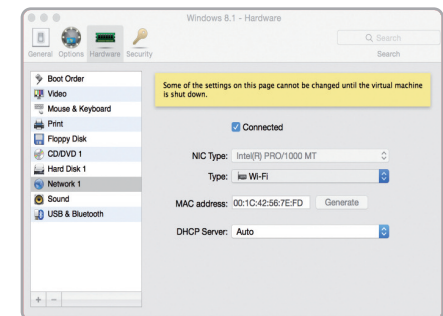 Windows 8.1 - Hardware
Search
General Options Hardware Security
Search
Boot Order
Video
Mouse & Keyboard
Print
Floppy Disk
CD/DVD 1
Hard Disk 1
Network 1
Sound
USB & Bluetooth
Some of the settings on this page cannot be changed until the virtual machine
is shut down.
Connected
NIC Type: Intel(R) PRO/1000 MT
Type: Wi-Fi
MAC address: 00:1C:42:56:7E:FD Generate
DHCP Server: Auto
+ −